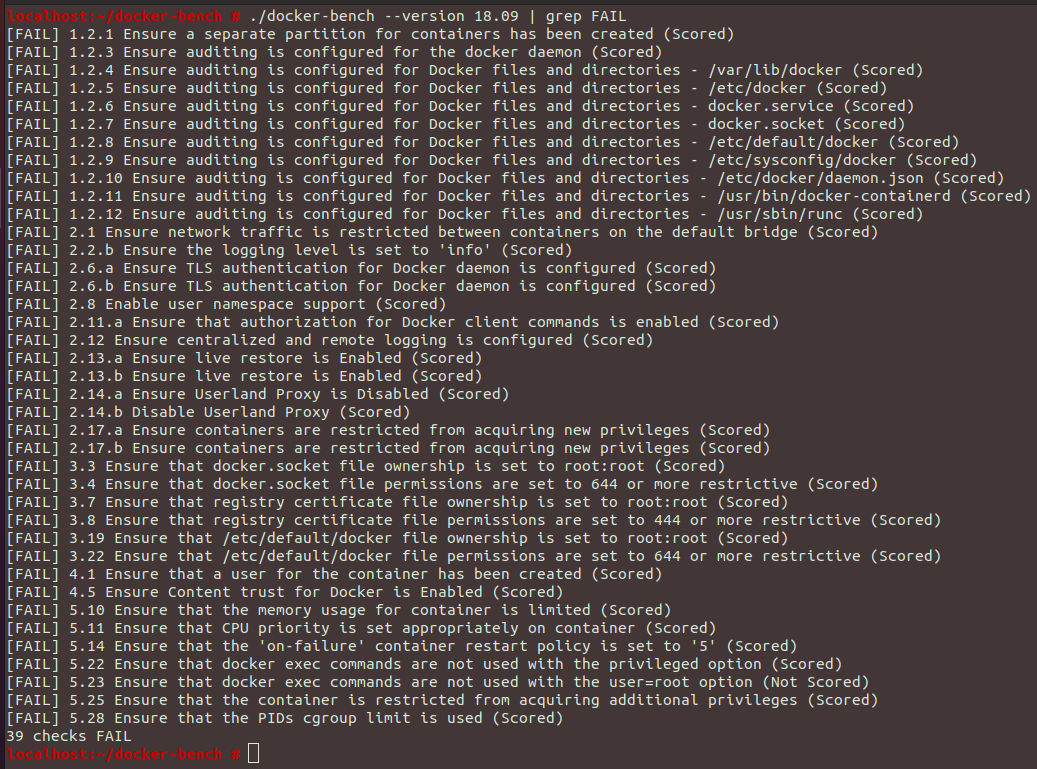 localhost:~/docker-bench # ./docker-bench --version 18.09 | grep FAIL
[FAIL] 1.2.1 Ensure a separate partition for containers has been created (Scored)
[FAIL] 1.2.3 Ensure auditing is configured for the docker daemon (Scored)
[FAIL] 1.2.4 Ensure auditing is configured for Docker files and directories - /var/lib/docker (Scored)
[FAIL] 1.2.5 Ensure auditing is configured for Docker files and directories - /etc/docker (Scored)
[FAIL] 1.2.6 Ensure auditing is configured for Docker files and directories - docker.service (Scored)
[FAIL] 1.2.7 Ensure auditing is configured for Docker files and directories - docker.socket (Scored)
[FAIL] 1.2.8 Ensure auditing is configured for Docker files and directories - /etc/default/docker (Scored)
[FAIL] 1.2.9 Ensure auditing is configured for Docker files and directories - /etc/sysconfig/docker (Scored)
[FAIL] 1.2.10 Ensure auditing is configured for Docker files and directories - /etc/docker/daemon.json (Scored)
[FAIL] 1.2.11 Ensure auditing is configured for Docker files and directories - /usr/bin/docker-containerd (Scored)
[FAIL] 1.2.12 Ensure auditing is configured for Docker files and directories - /usr/sbin/runc (Scored)
[FAIL] 2.1 Ensure network traffic is restricted between containers on the default bridge (Scored)
[FAIL] 2.2.b Ensure the logging level is set to 'info' (Scored)
[FAIL] 2.6.a Ensure TLS authentication for Docker daemon is configured (Scored)
[FAIL] 2.6.b Ensure TLS authentication for Docker daemon is configured (Scored)
[FAIL] 2.8 Enable user namespace support (Scored)
[FAIL] 2.11.a Ensure that authorization for Docker client commands is enabled (Scored)
[FAIL] 2.12 Ensure centralized and remote logging is configured (Scored)
[FAIL] 2.13.a Ensure live restore is Enabled (Scored)
[FAIL] 2.13.b Ensure live restore is Enabled (Scored)
[FAIL] 2.14.a Ensure Userland Proxy is Disabled (Scored)
[FAIL] 2.14.b Disable Userland Proxy (Scored)
[FAIL] 2.17.a Ensure containers are restricted from acquiring new privileges (Scored)
[FAIL] 2.17.b Ensure containers are restricted from acquiring new privileges (Scored)
[FAIL] 3.3 Ensure that docker.socket file ownership is set to root:root (Scored)
[FAIL] 3.4 Ensure that docker.socket file permissions are set to 644 or more restrictive (Scored)
[FAIL] 3.7 Ensure that registry certificate file ownership is set to root:root (Scored)
[FAIL] 3.8 Ensure that registry certificate file permissions are set to 444 or more restrictive (Scored)
[FAIL] 3.19 Ensure that /etc/default/docker file ownership is set to root:root (Scored)
[FAIL] 3.22 Ensure that /etc/default/docker file permissions are set to 644 or more restrictive (Scored)
[FAIL] 4.1 Ensure that a user for the container has been created (Scored)
[FAIL] 4.5 Ensure Content trust for Docker is Enabled (Scored)
[FAIL] 5.10 Ensure that the memory usage for container is limited (Scored)
[FAIL] 5.11 Ensure that CPU priority is set appropriately on container (Scored)
[FAIL] 5.14 Ensure that the 'on-failure' container restart policy is set to '5' (Scored)
[FAIL] 5.22 Ensure that docker exec commands are not used with the privileged option (Scored)
[FAIL] 5.23 Ensure that docker exec commands are not used with the user=root option (Not Scored)
[FAIL] 5.25 Ensure that the container is restricted from acquiring additional privileges (Scored)
[FAIL] 5.28 Ensure that the PIDs cgroup limit is used (Scored)
39 checks FAIL
localhost:~/docker-bench #